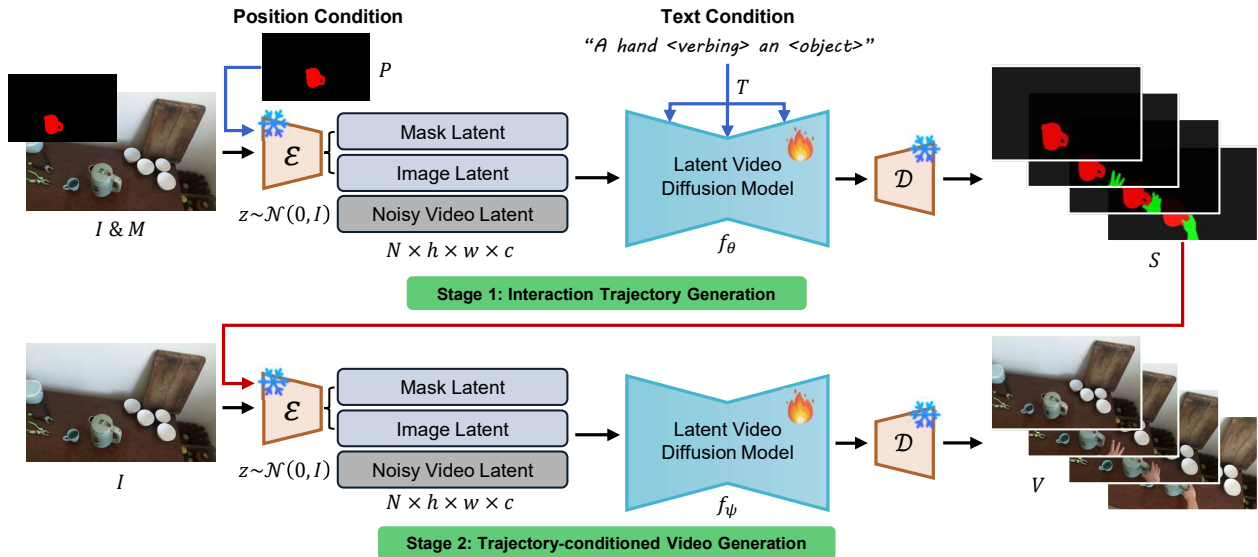 Position Condition
Text Condition
"A hand <verbing> an <object>"
P
T
Mask Latent
ℰ
Image Latent
Latent Video
Diffusion Model
𝒟
I & M
z~𝒩(0, I)
Noisy Video Latent
N × h × w × c
f_θ
S
Stage 1: Interaction Trajectory Generation
Mask Latent
ℰ
Image Latent
Latent Video
Diffusion Model
𝒟
I
z~𝒩(0, I)
Noisy Video Latent
N × h × w × c
f_ψ
V
Stage 2: Trajectory-conditioned Video Generation